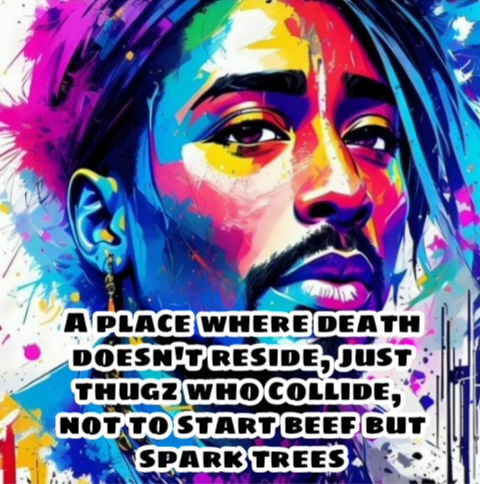 A PLACE WHERE DEATH
DOESN'T RESIDE, JUST
THUGZ WHO COLLIDE,
NOT TO START BEEF BUT
SPARK TREES